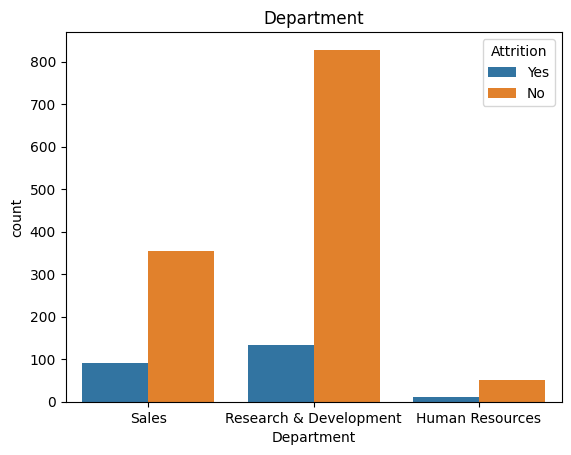 Department
Attrition
Yes
No
800
700
600
500
400
300
200
100
0
count
Sales
Research & Development
Human Resources
Department